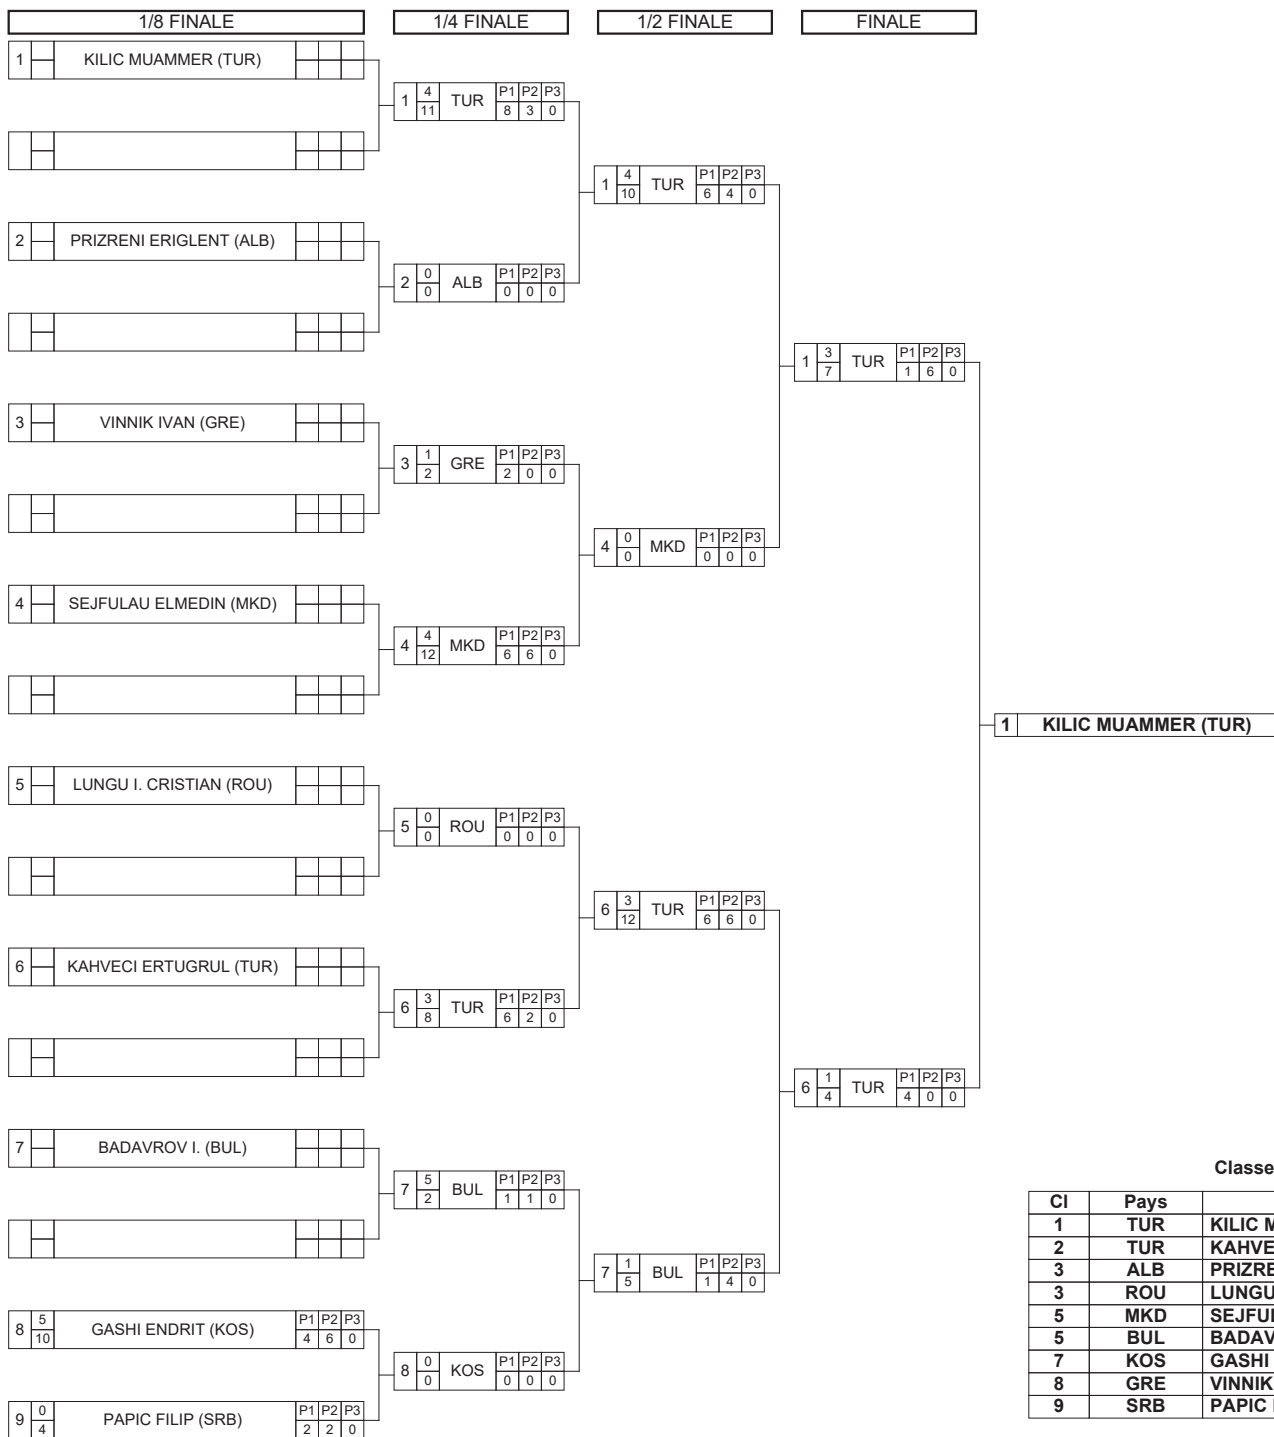 1/8 FINALE 1/4 FINALE 1/2 FINALE FINALE
1 KILIC MUAMMER (TUR)
1 4 11 TUR P1 P2 P3 8 3 0
1 4 10 TUR P1 P2 P3 6 4 0
2 PRIZRENI ERIGLENT (ALB)
2 0 0 ALB P1 P2 P3 0 0 0
1 3 7 TUR P1 P2 P3 1 6 0
3 VINNIK IVAN (GRE)
3 1 2 GRE P1 P2 P3 2 0 0
4 0 0 MKD P1 P2 P3 0 0 0
4 SEJFULAU ELMEDIN (MKD)
4 4 12 MKD P1 P2 P3 6 6 0
1 KILIC MUAMMER (TUR)
5 LUNGU I. CRISTIAN (ROU)
5 0 0 ROU P1 P2 P3 0 0 0
6 3 12 TUR P1 P2 P3 6 6 0
6 KAHVECI ERTUGRUL (TUR)
6 3 8 TUR P1 P2 P3 6 2 0
6 1 4 TUR P1 P2 P3 4 0 0
7 BADAVROV I. (BUL)
7 5 2 BUL P1 P2 P3 1 1 0
7 1 5 BUL P1 P2 P3 1 4 0
8 5 10 GASHI ENDRIT (KOS) P1 P2 P3 4 6 0
8 0 0 KOS P1 P2 P3 0 0 0
9 0 4 PAPIC FILIP (SRB) P1 P2 P3 2 2 0
Classe
Cl Pays
1 TUR KILIC M
2 TUR KAHVE
3 ALB PRIZRE
3 ROU LUNGU
5 MKD SEJFUL
5 BUL BADAV
7 KOS GASHI
8 GRE VINNIK
9 SRB PAPIC